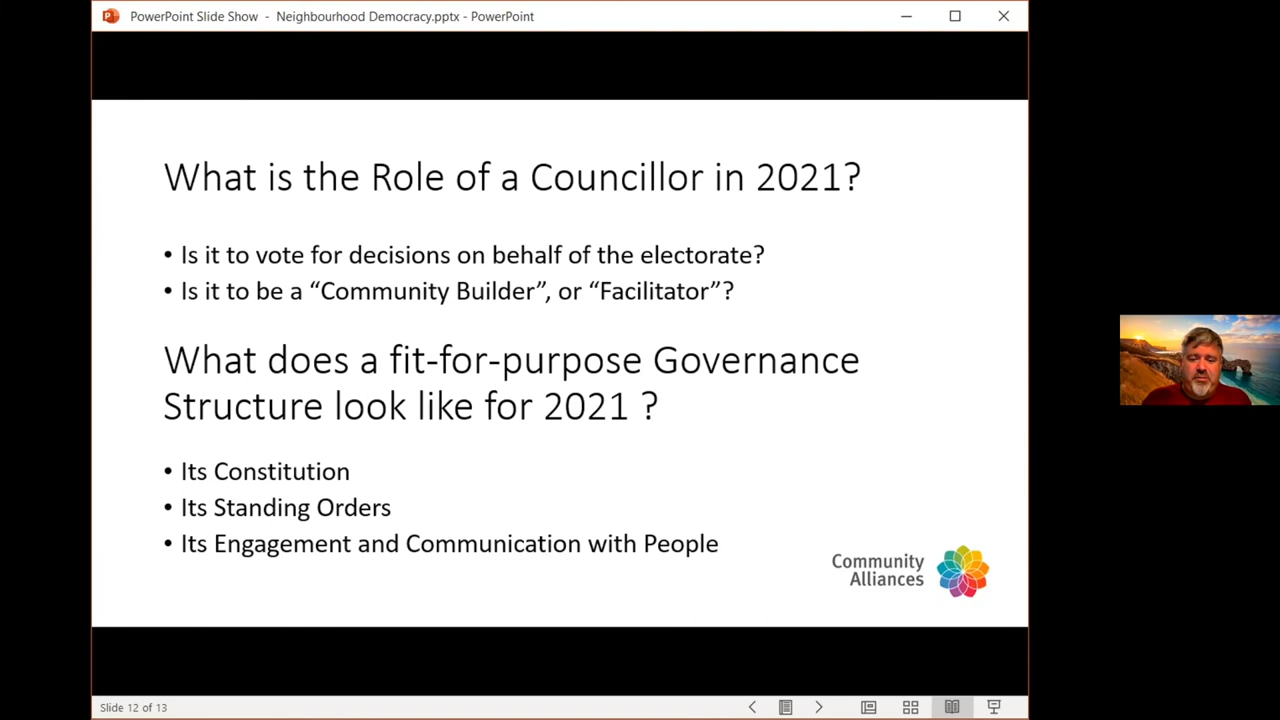 PowerPoint Slide Show - Neighbourhood Democracy.pptx - PowerPoint
What is the Role of a Councillor in 2021?
• Is it to vote for decisions on behalf of the electorate?
• Is it to be a “Community Builder”, or “Facilitator”?
What does a fit-for-purpose Governance
Structure look like for 2021 ?
• Its Constitution
• Its Standing Orders
• Its Engagement and Communication with People
Community
Alliances
Slide 12 of 13